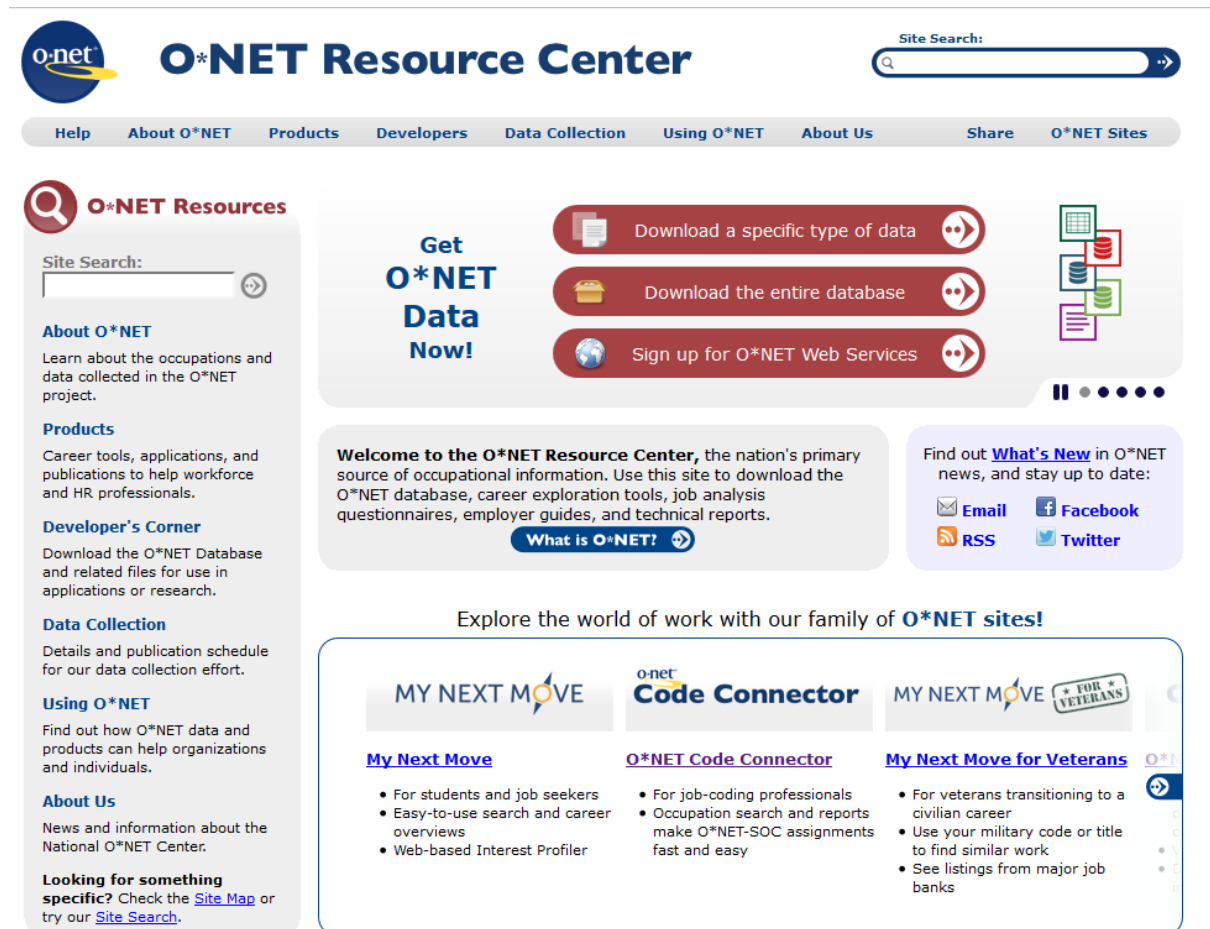 o·net
O*NET Resource Center
Site Search:
Help About O*NET Products Developers Data Collection Using O*NET About Us Share O*NET Sites
O*NET Resources
Site Search:
About O*NET
Learn about the occupations and
data collected in the O*NET
project.
Products
Career tools, applications, and
publications to help workforce
and HR professionals.
Developer's Corner
Download the O*NET Database
and related files for use in
applications or research.
Data Collection
Details and publication schedule
for our data collection effort.
Using O*NET
Find out how O*NET data and
products can help organizations
and individuals.
About Us
News and information about the
National O*NET Center.
Looking for something
specific? Check the Site Map or
try our Site Search.
Get
O*NET
Data
Now!
Download a specific type of data
Download the entire database
Sign up for O*NET Web Services
Welcome to the O*NET Resource Center, the nation's primary
source of occupational information. Use this site to download the
O*NET database, career exploration tools, job analysis
questionnaires, employer guides, and technical reports.
What is O*NET?
Find out What's New in O*NET
news, and stay up to date:
Email Facebook
RSS Twitter
Explore the world of work with our family of O*NET sites!
MY NEXT MOVE
My Next Move
• For students and job seekers
• Easy-to-use search and career
overviews
• Web-based Interest Profiler
o·net
Code Connector
O*NET Code Connector
• For job-coding professionals
• Occupation search and reports
make O*NET-SOC assignments
fast and easy
MY NEXT MOVE FOR VETERANS
My Next Move for Veterans
• For veterans transitioning to a
civilian career
• Use your military code or title
to find similar work
• See listings from major job
banks